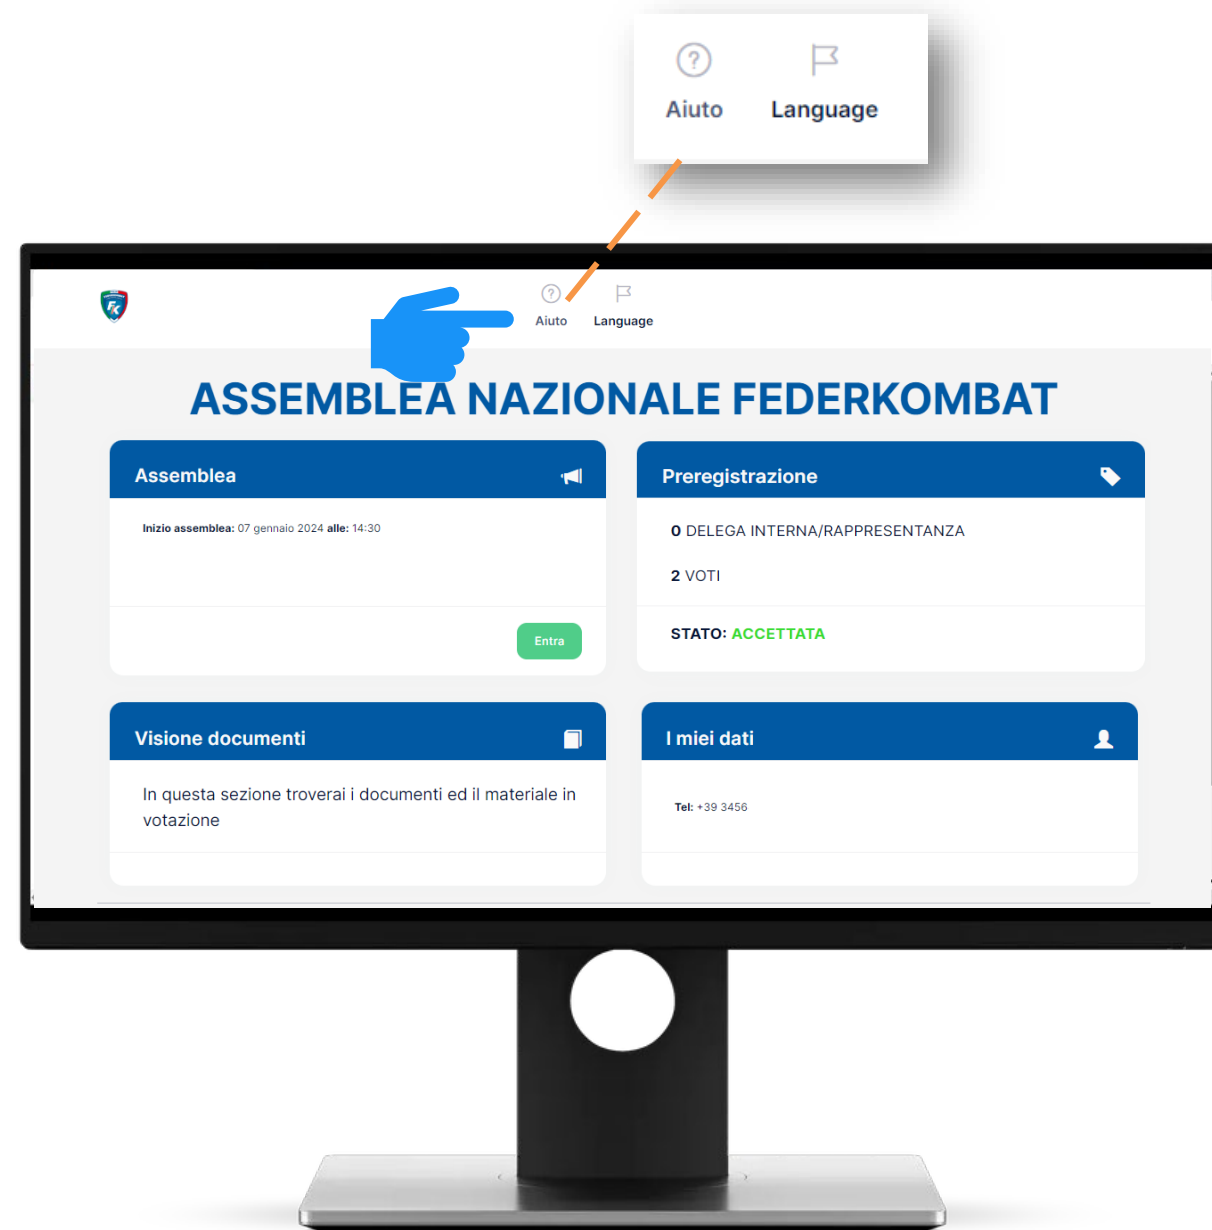 Aiuto Language
FK
Aiuto Language
ASSEMBLEA NAZIONALE FEDERKOMBAT
Assemblea
Inizio assemblea: 07 gennaio 2024 alle: 14:30
Entra
Preregistrazione
0 DELEGA INTERNA/RAPPRESENTANZA
2 VOTI
STATO: ACCETTATA
Visione documenti
In questa sezione troverai i documenti ed il materiale in
votazione
I miei dati
Tel: +39 3456